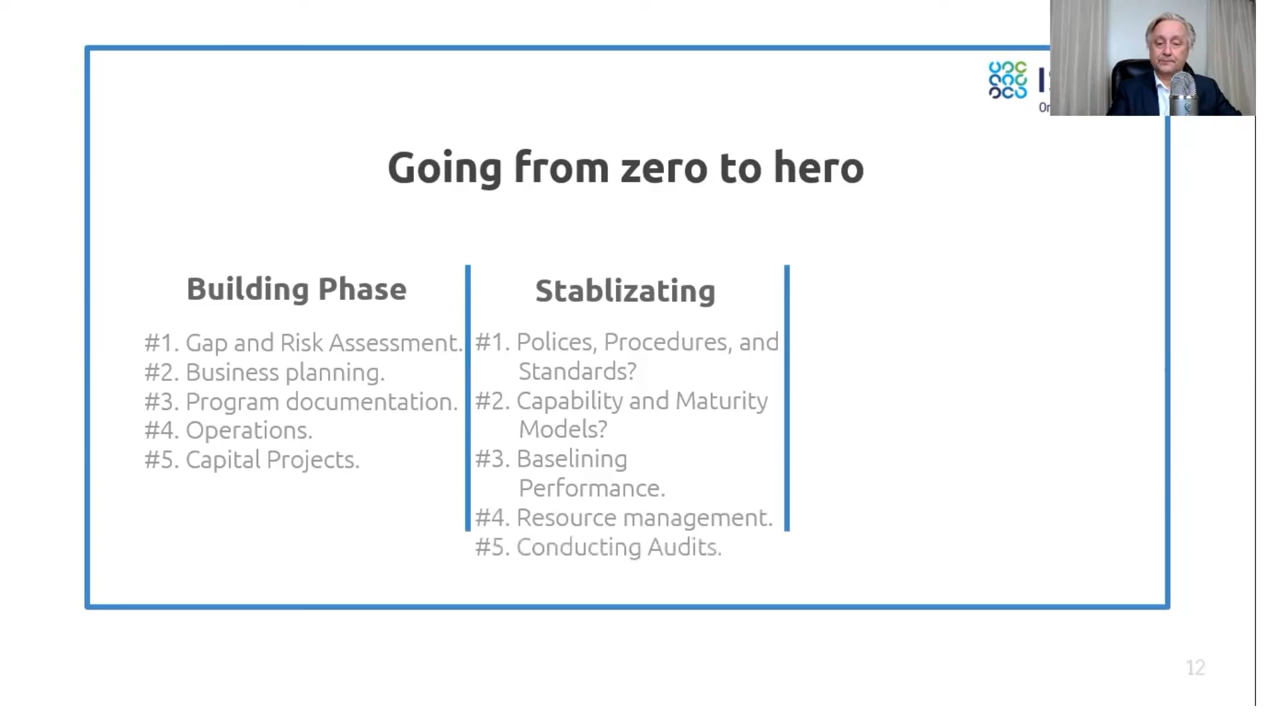 Going from zero to hero
Building Phase
#1. Gap and Risk Assessment.
#2. Business planning.
#3. Program documentation.
#4. Operations.
#5. Capital Projects.
Stablizating
#1. Polices, Procedures, and
Standards?
#2. Capability and Maturity
Models?
#3. Baselining
Performance.
#4. Resource management.
#5. Conducting Audits.
12